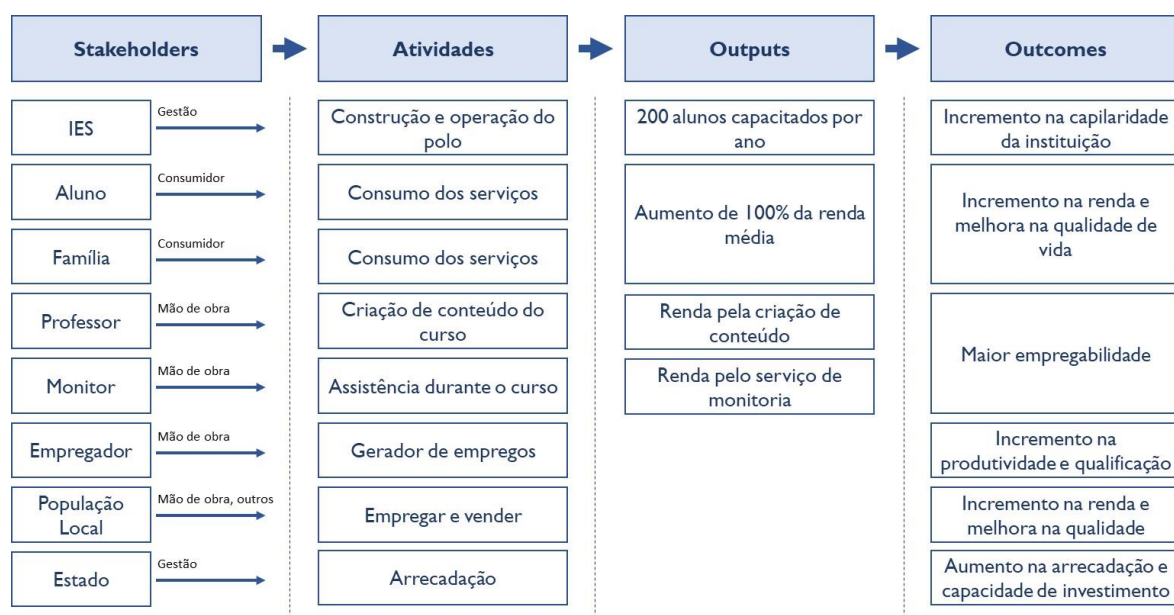 Stakeholders
Atividades
Outputs
Outcomes
IES
Gestão
Construção e operação do
polo
200 alunos capacitados por
ano
Incremento na capilaridade
da instituição
Aluno
Consumidor
Consumo dos serviços
Aumento de 100% da renda
média
Incremento na renda e
melhora na qualidade de
vida
Família
Consumidor
Consumo dos serviços
Professor
Mão de obra
Criação de conteúdo do
curso
Renda pela criação de
conteúdo
Maior empregabilidade
Monitor
Mão de obra
Assistência durante o curso
Renda pelo serviço de
monitoria
Empregador
Mão de obra
Gerador de empregos
Incremento na
produtividade e qualificação
População
Local
Mão de obra, outros
Empregar e vender
Incremento na renda e
melhora na qualidade
Estado
Gestão
Arrecadação
Aumento na arrecadação e
capacidade de investimento